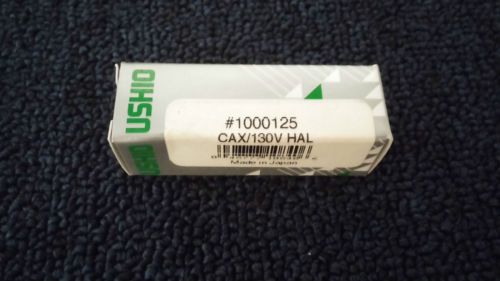 USHIO
#1000125
CAX/130V HAL
Made in Japan